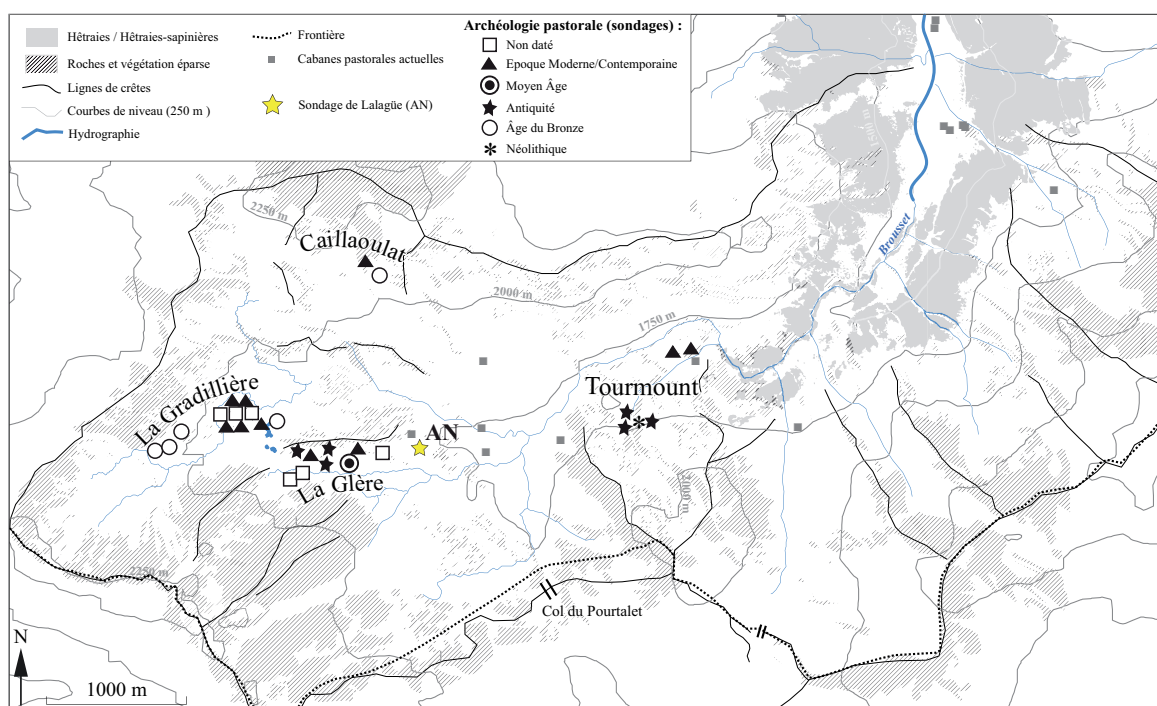 Hêtraies / Hêtraies-sapinières
Roches et végétation éparse
Lignes de crêtes
Courbes de niveau (250 m )
Hydrographie
Frontière
Cabanes pastorales actuelles
Sondage de Lalagüe (AN)
Archéologie pastorale (sondages) :
Non daté
Epoque Moderne/Contemporaine
Moyen Âge
Antiquité
Âge du Bronze
Néolithique
2250 m
Caillaoulat
2000 m
Brousset
1750 m
Tourmount
La Gradillière
AN
La Glère
2000 m
2250 m
Col du Pourtalet
N
1000 m